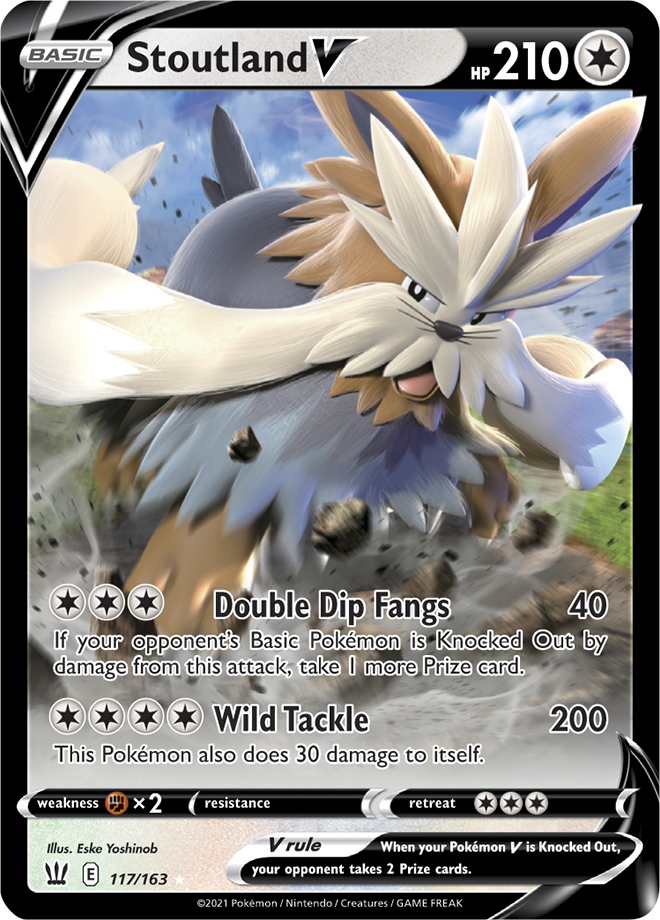 BASIC
Stoutland V
HP 210
Double Dip Fangs 40
If your opponent's Basic Pokémon is Knocked Out by
damage from this attack, take 1 more Prize card.
Wild Tackle 200
This Pokémon also does 30 damage to itself.
weakness ×2 resistance retreat
Illus. Eske Yoshinob
V rule When your Pokémon V is Knocked Out,
your opponent takes 2 Prize cards.
E 117/163
©2021 Pokémon / Nintendo / Creatures / GAME FREAK